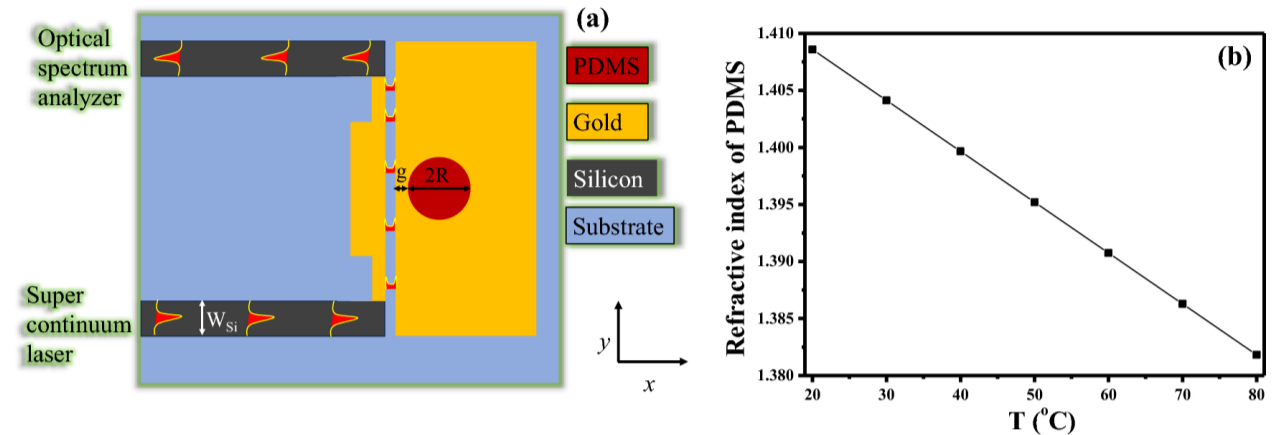 (a)
Optical
spectrum
analyzer
PDMS
Gold
g
2R
Silicon
Substrate
Super
continuum
laser
W_Si
y
x
(b)
Refractive index of PDMS
1.410
1.405
1.400
1.395
1.390
1.385
1.380
20 30 40 50 60 70 80
T (°C)